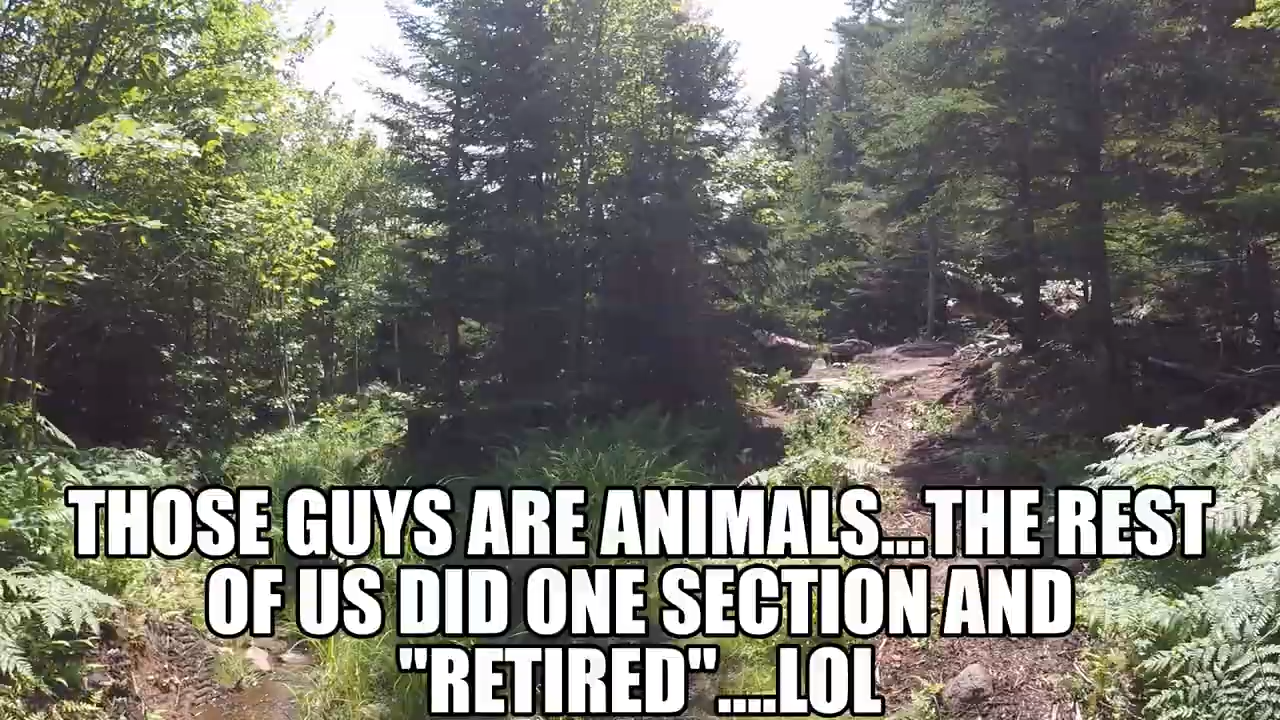 THOSE GUYS ARE ANIMALS...THE REST
OF US DID ONE SECTION AND
"RETIRED"....LOL